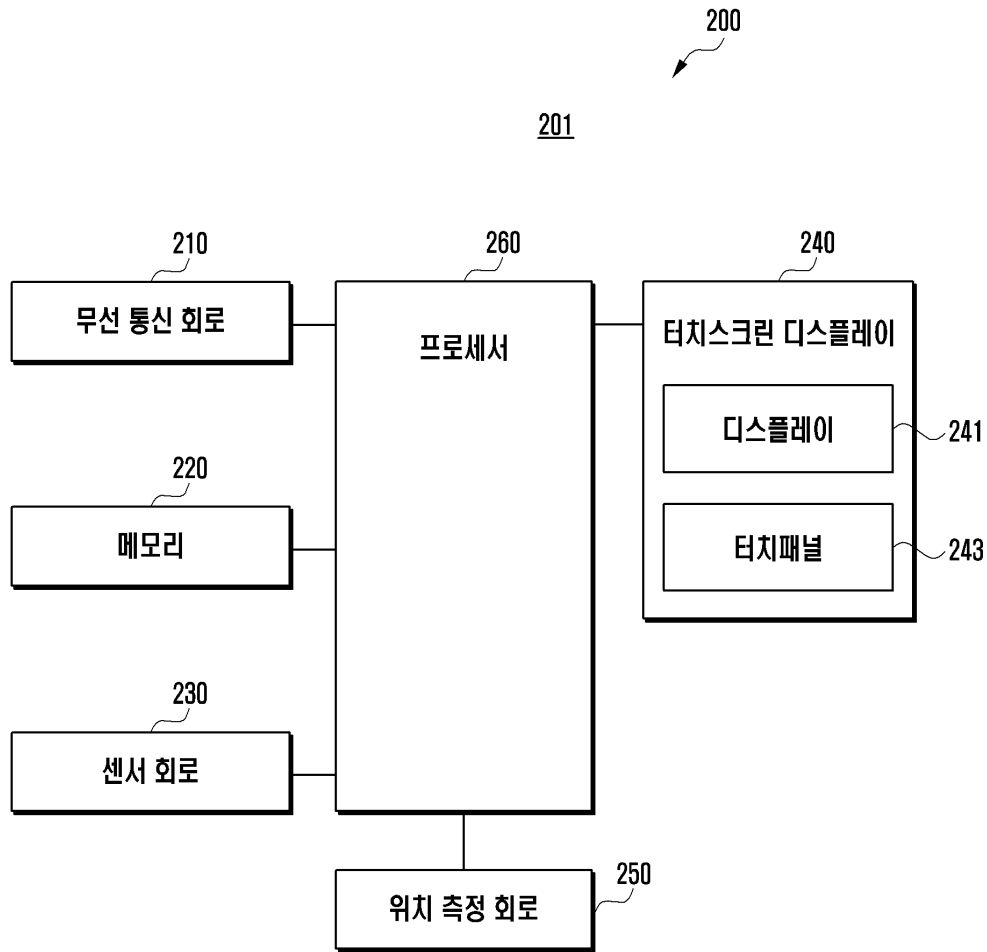 200
201
210
260
240
무선 통신 회로
프로세서
터치스크린 디스플레이
디스플레이
241
220
메모리
터치패널
243
230
센서 회로
위치 측정 회로
250